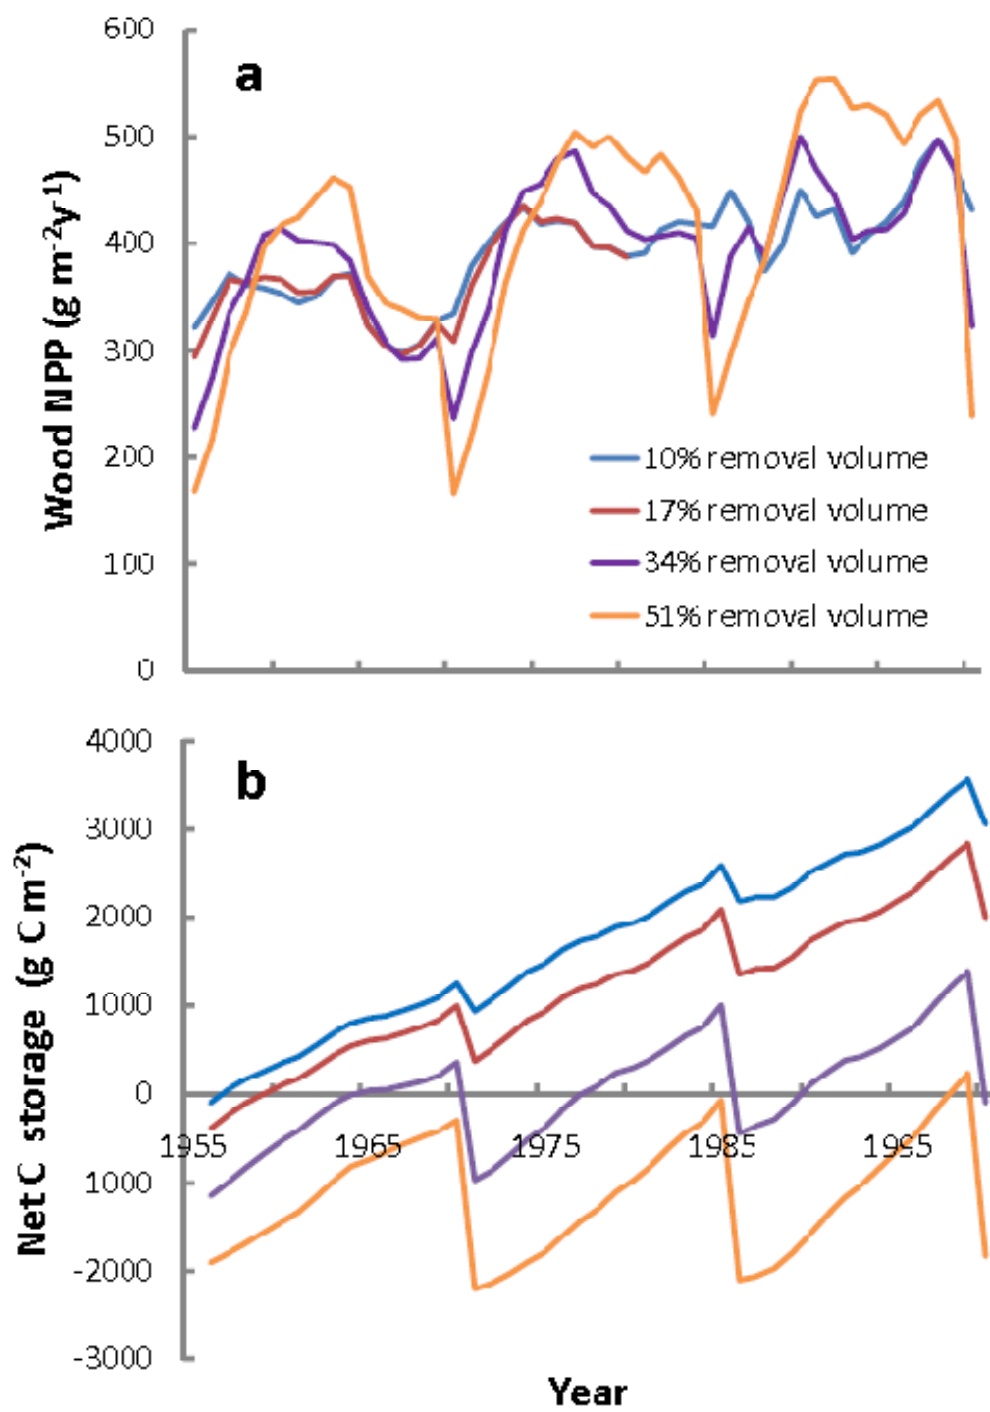 a
Wood NPP (g m-2y-1)
600
500
400
300
200
100
0
10% removal volume
17% removal volume
34% removal volume
51% removal volume
b
Net C storage (g C m-2)
4000
3000
2000
1000
0
1000
-2000
-3000
1955 1965 1975 1985 1995
Year